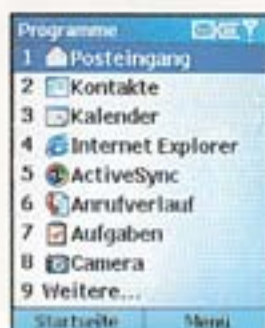 Programme
1 Posteingang
2 Kontakte
3 Kalender
4 Internet Explorer
5 ActiveSync
6 Anrufverlauf
7 Aufgaben
8 Camera
9 Weitere...
Startseite Menü